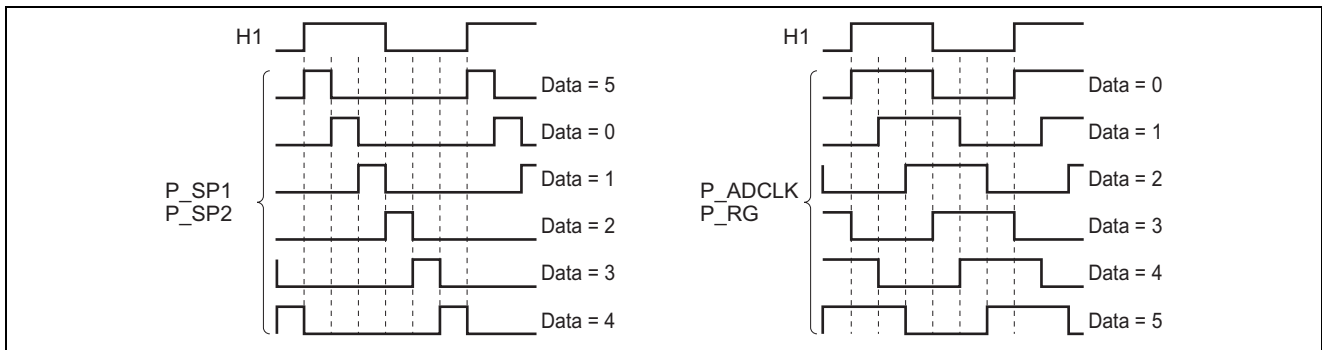 H1
P_SP1
P_SP2
Data = 5
Data = 0
Data = 1
Data = 2
Data = 3
Data = 4
H1
P_ADCLK
P_RG
Data = 0
Data = 1
Data = 2
Data = 3
Data = 4
Data = 5